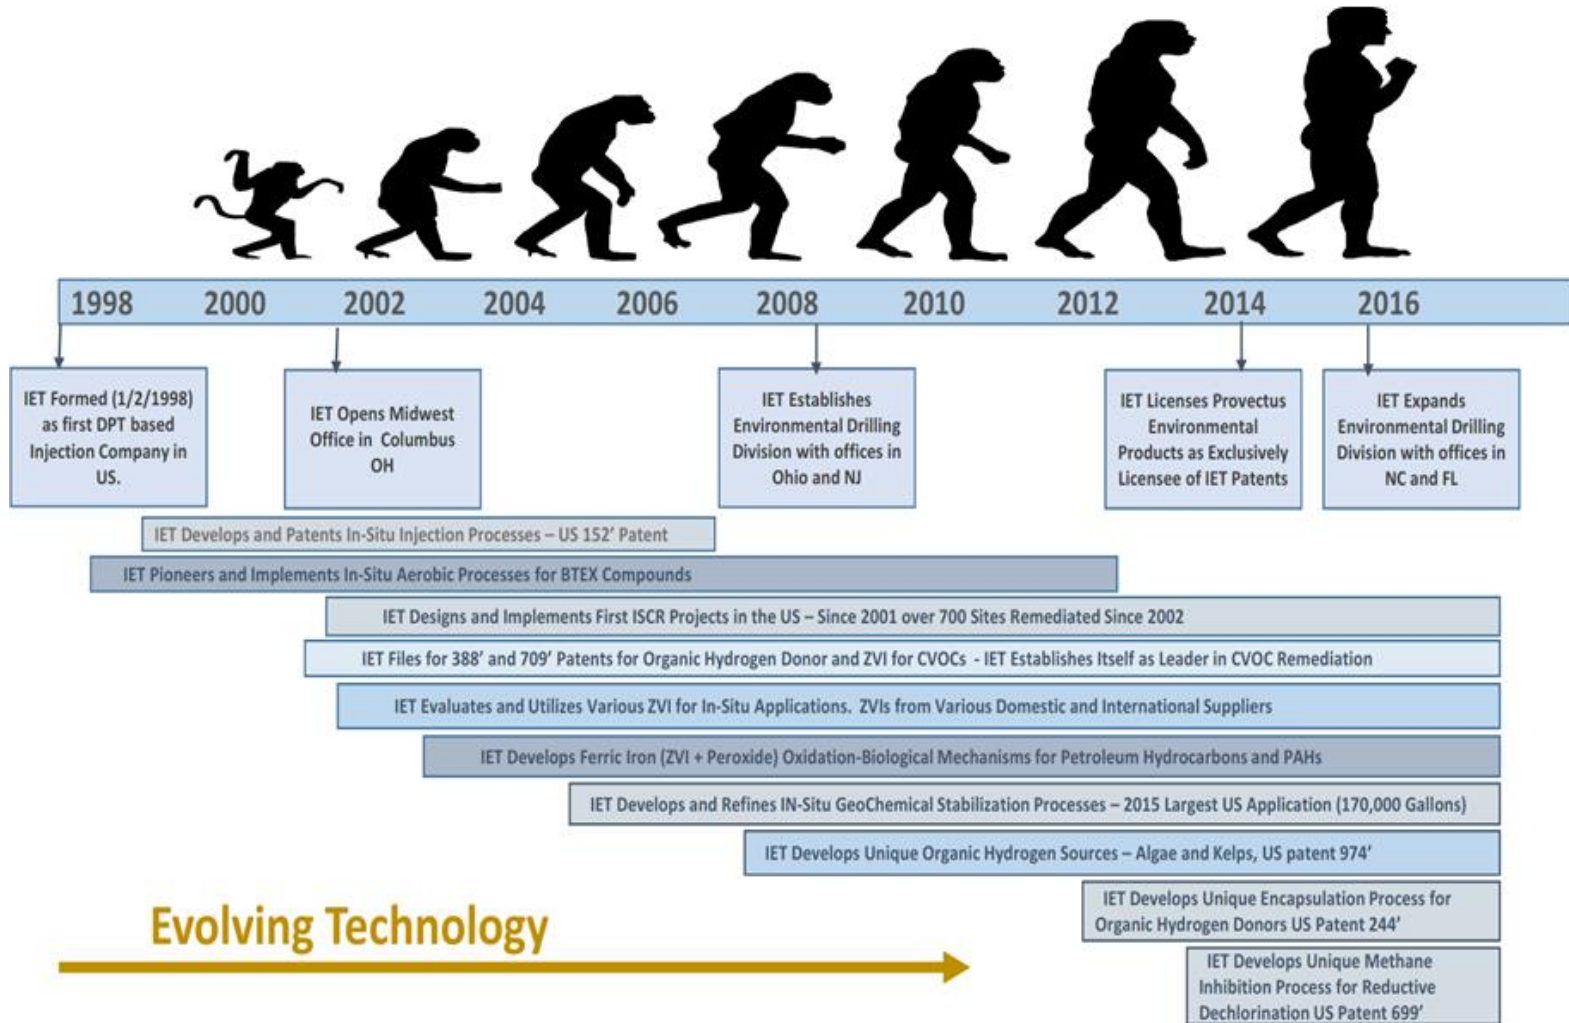 1998 2000 2002 2004 2006 2008 2010 2012 2014 2016
IET Formed (1/2/1998)
as first DPT based
Injection Company in
US.
IET Opens Midwest
Office in Columbus
OH
IET Establishes
Environmental Drilling
Division with offices in
Ohio and NJ
IET Licenses Provectus
Environmental
Products as Exclusively
Licensee of IET Patents
IET Expands
Environmental Drilling
Division with offices in
NC and FL
IET Develops and Patents In-Situ Injection Processes – US 152’ Patent
IET Pioneers and Implements In-Situ Aerobic Processes for BTEX Compounds
IET Designs and Implements First ISCR Projects in the US – Since 2001 over 700 Sites Remediated Since 2002
IET Files for 388’ and 709’ Patents for Organic Hydrogen Donor and ZVI for CVOCs - IET Establishes Itself as Leader in CVOC Remediation
IET Evaluates and Utilizes Various ZVI for In-Situ Applications. ZVIs from Various Domestic and International Suppliers
IET Develops Ferric Iron (ZVI + Peroxide) Oxidation-Biological Mechanisms for Petroleum Hydrocarbons and PAHs
IET Develops and Refines IN-Situ GeoChemical Stabilization Processes – 2015 Largest US Application (170,000 Gallons)
IET Develops Unique Organic Hydrogen Sources – Algae and Kelps, US patent 974’
IET Develops Unique Encapsulation Process for
Organic Hydrogen Donors US Patent 244’
IET Develops Unique Methane
Inhibition Process for Reductive
Dechlorination US Patent 699’
Evolving Technology